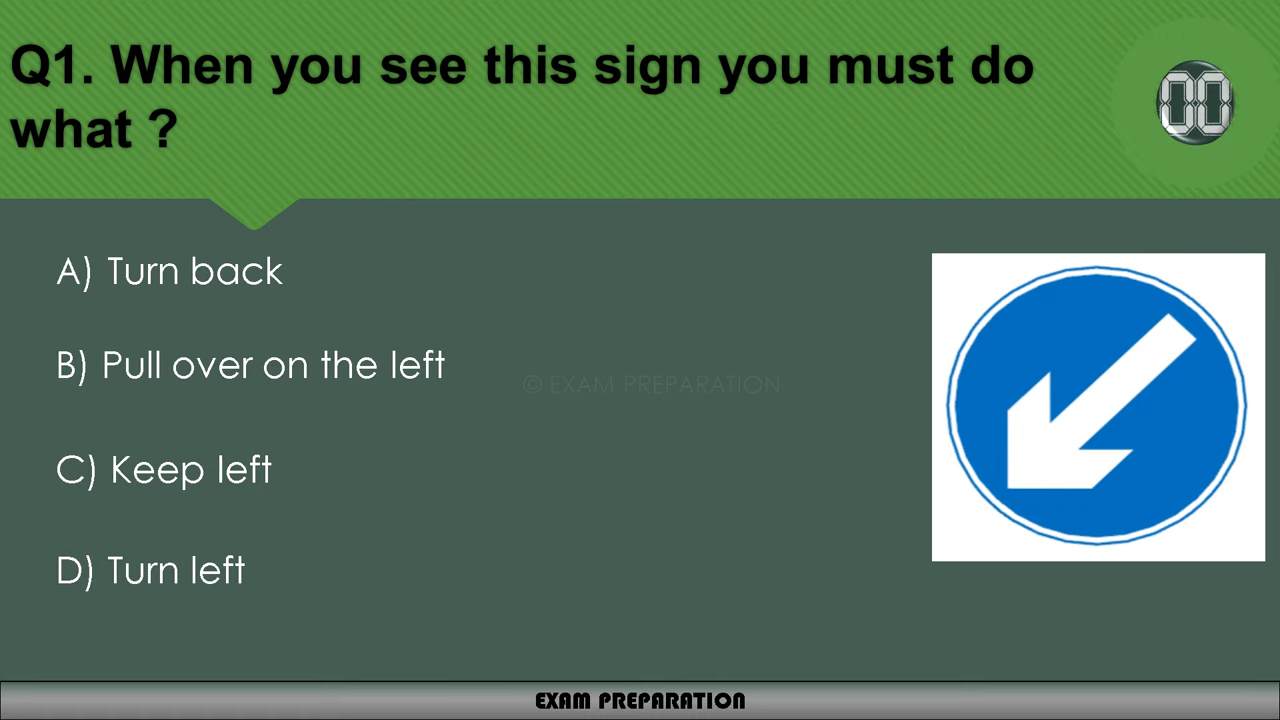 Q1. When you see this sign you must do
what ?
00
A) Turn back
B) Pull over on the left
© EXAM PREPARATION
C) Keep left
D) Turn left
EXAM PREPARATION